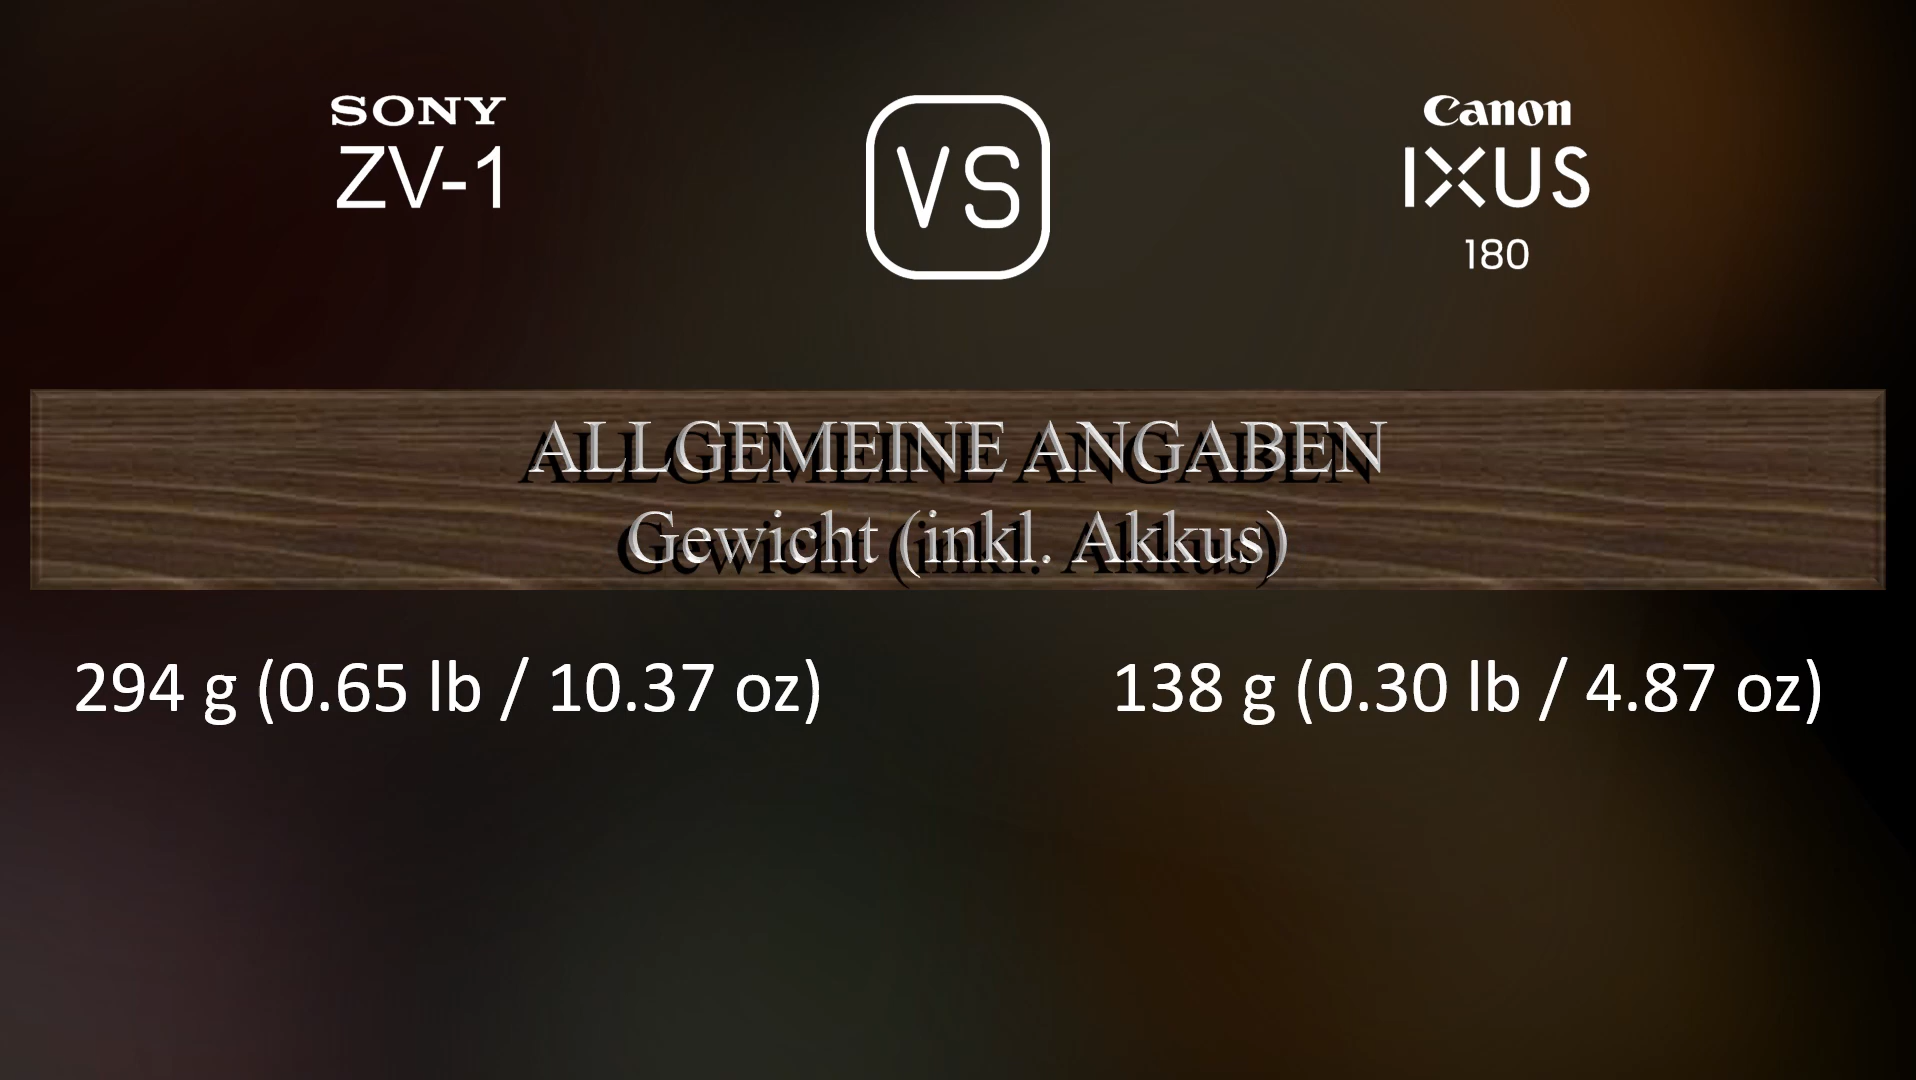 SONY
ZV-1
VS
Canon
IXUS
180
ALLGEMEINE ANGABEN
Gewicht (inkl. Akkus)
294 g (0.65 lb / 10.37 oz)
138 g (0.30 lb / 4.87 oz)